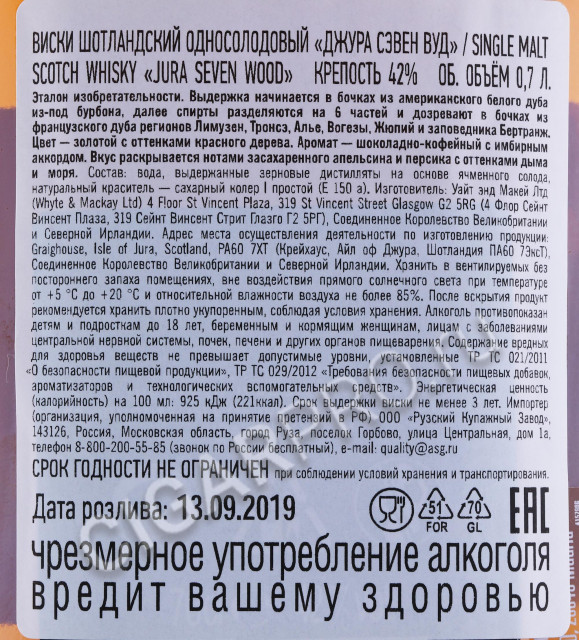 ВИСКИ ШОТЛАНДСКИЙ ОДНОСОЛОДОВЫЙ «ДЖУРА СЭВЕН ВУД» / SINGLE MALT
SCOTCH WHISKY «JURA SEVEN WOOD» КРЕПОСТЬ 42% ОБ. ОБЪЁМ 0,7 Л.
Эталон изобретательности. Выдержка начинается в бочках из американского белого дуба
из-под бурбона, далее спирты разделяются на 6 частей и дозревают в бочках из
французского дуба регионов Лимузен, Тронсэ, Алье, Вогезы, Жюпий и заповедника Бертранж.
Цвет – золотой с оттенками красного дерева. Аромат – шоколадно-кофейный с имбирным
аккордом. Вкус раскрывается нотами засахаренного апельсина и персика с оттенками дыма
и моря. Состав: вода, выдержанные зерновые дистилляты на основе ячменного солода,
натуральный краситель – сахарный колер I простой (Е 150 а). Изготовитель: Уайт энд Макей Лтд
(Whyte & Mackay Ltd) 4 Floor St Vincent Plaza, 319 St Vincent Street Glasgow G2 5RG (4 Флор Сейнт
Винсент Плаза, 319 Сейнт Винсент Стрит Глазго Г2 5РГ), Соединенное Королевство Великобритании
и Северной Ирландии. Адрес места осуществления деятельности по изготовлению продукции:
Graighouse, Isle of Jura, Scotland, PA60 7XT (Крейхаус, Айл оф Джура, Шотландия ПА60 7ЭксТ),
Соединенное Королевство Великобритании и Северной Ирландии. Хранить в вентилируемых без
постороннего запаха помещениях, вне воздействия прямого солнечного света при температуре
от +5 °С до +20 °С и относительной влажности воздуха не более 85%. После вскрытия продукт
рекомендуется хранить плотно укупоренным, соблюдая условия хранения. Алкоголь противопоказан
детям и подросткам до 18 лет, беременным и кормящим женщинам, лицам с заболеваниями
центральной нервной системы, почек, печени и других органов пищеварения. Содержание вредных
для здоровья веществ не превышает допустимые уровни, установленные ТР ТС 021/2011
«О безопасности пищевой продукции», ТР ТС 029/2012 «Требования безопасности пищевых добавок,
ароматизаторов и технологических вспомогательных средств». Энергетическая ценность
(калорийность) на 100 мл: 925 кДж (221ккал). Срок выдержки виски не менее 3 лет. Импортер
(организация, уполномоченная на принятие претензий) в РФ: ООО «Рузский Купажный Завод»,
143126, Россия, Московская область, город Руза, поселок Горбово, улица Центральная, дом 1а,
телефон 8-800-200-55-85 (звонок по России бесплатный), e-mail: quality@asg.ru
СРОК ГОДНОСТИ НЕ ОГРАНИЧЕН при соблюдении условий хранения и транспортирования.
Дата розлива: 13.09.2019
51 FOR 70 GL EAC
чрезмерное употребление алкоголя
вредит вашему здоровью